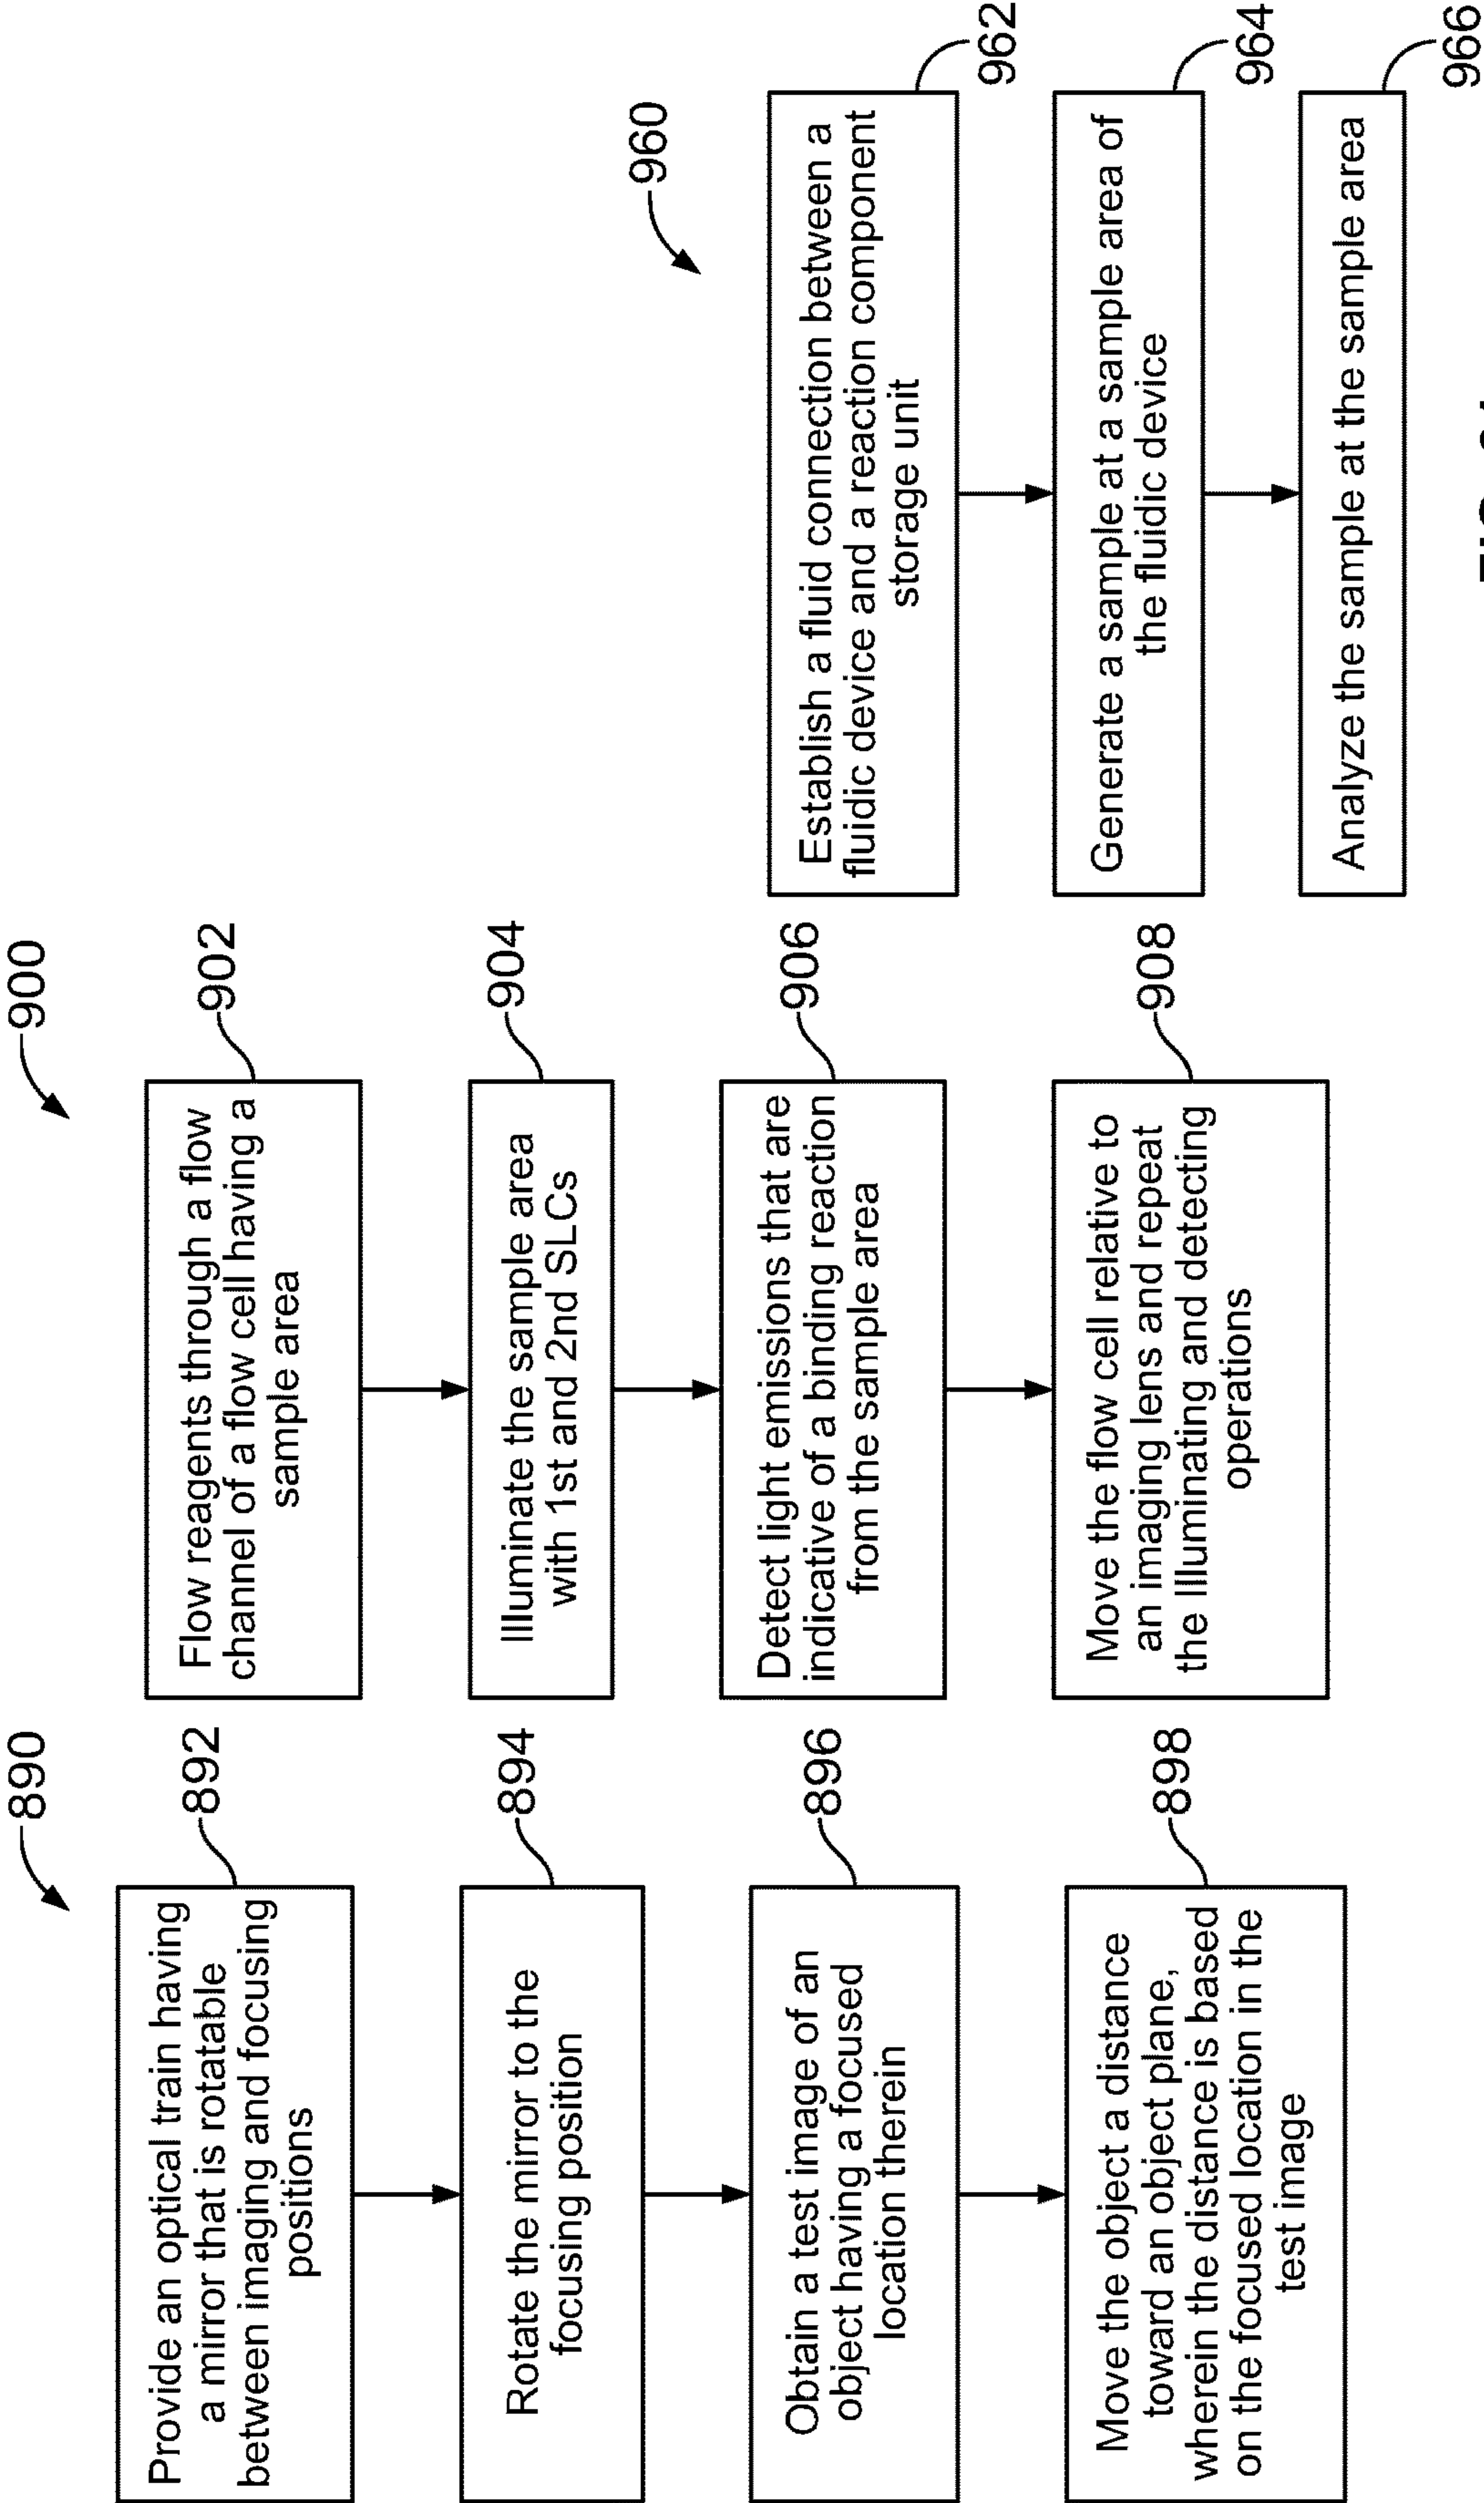 890
Provide an optical train having
a mirror that is rotatable
between imaging and focusing
positions
892
Rotate the mirror to the
focusing position
894
Obtain a test image of an
object having a focused
location therein
896
Move the object a distance
toward an object plane,
wherein the distance is based
on the focused location in the
test image
898
900
Flow reagents through a flow
channel of a flow cell having a
sample area
902
Illuminate the sample area
with 1st and 2nd SLCs
904
Detect light emissions that are
indicative of a binding reaction
from the sample area
906
Move the flow cell relative to
an imaging lens and repeat
the illuminating and detecting
operations
908
960
Establish a fluid connection between a
fluidic device and a reaction component
storage unit
962
Generate a sample at a sample area of
the fluidic device
964
Analyze the sample at the sample area
966